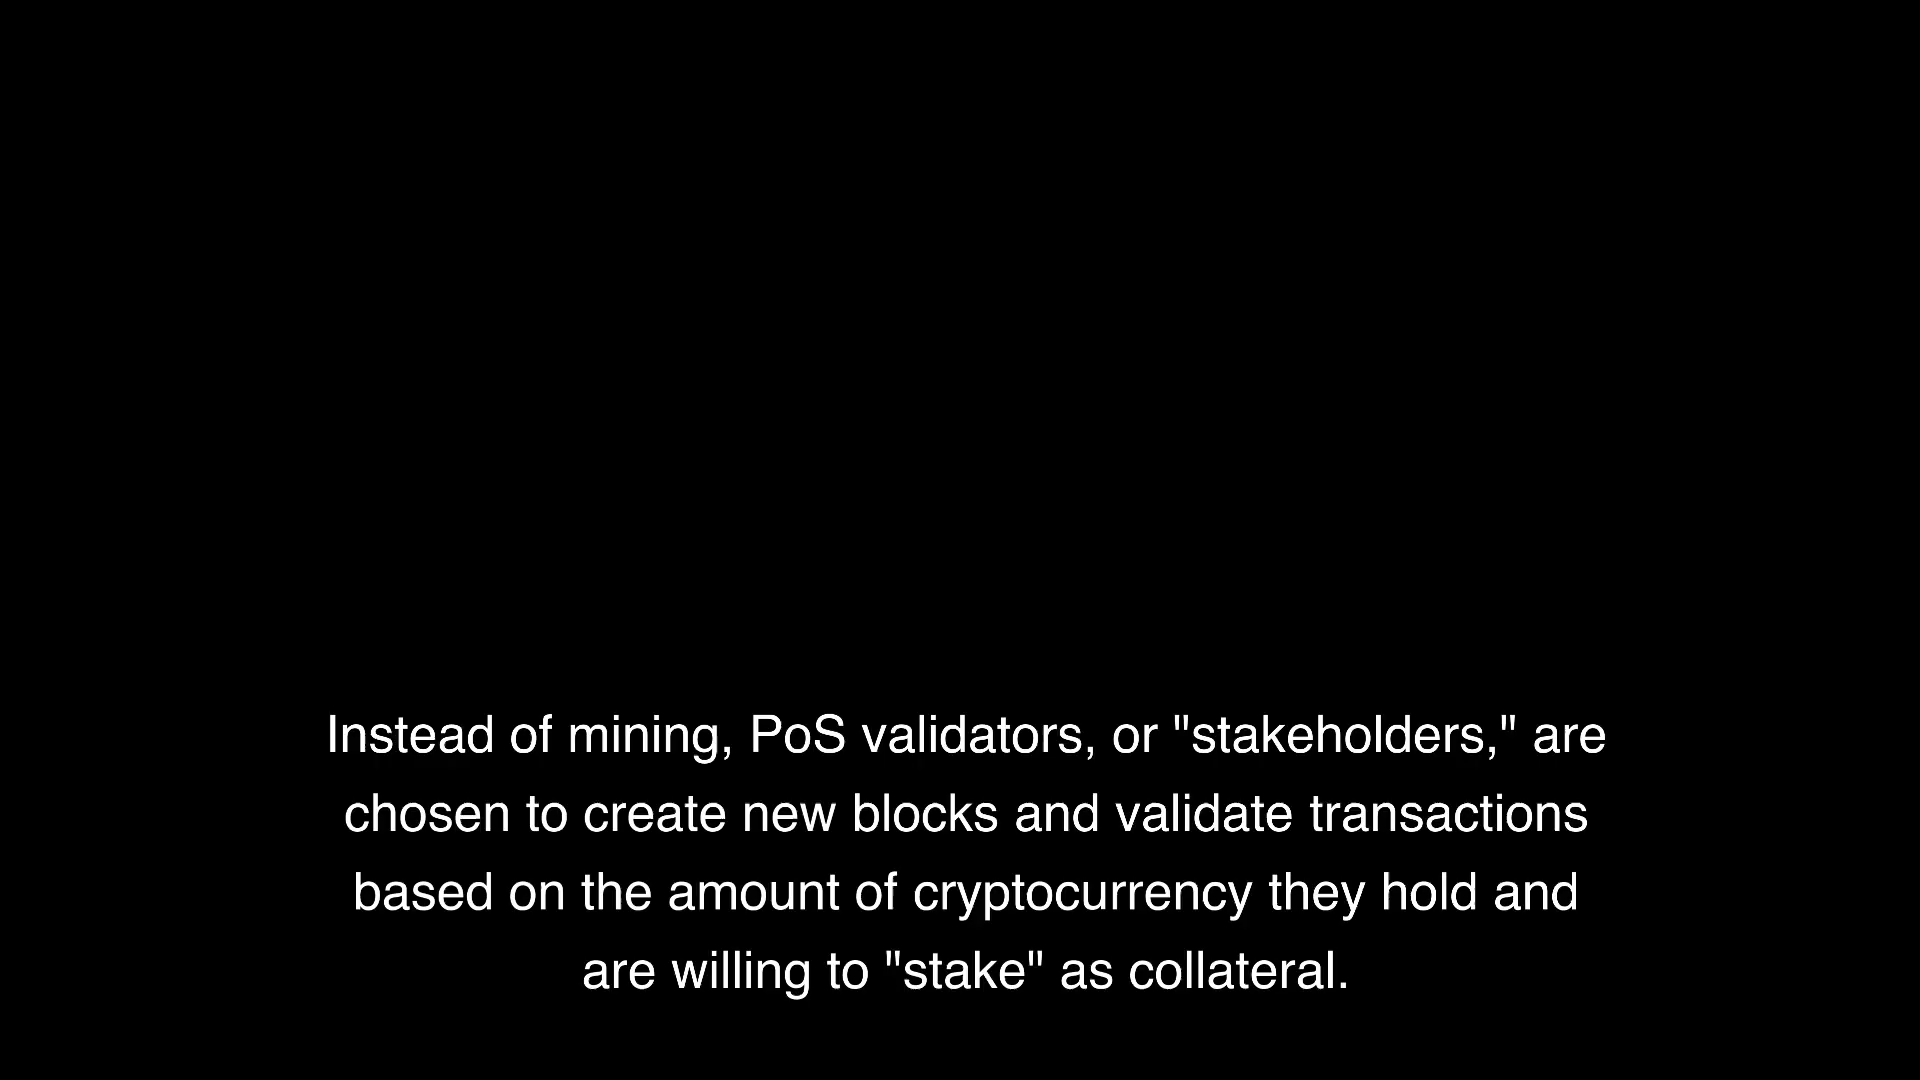 Instead of mining, PoS validators, or "stakeholders," are
chosen to create new blocks and validate transactions
based on the amount of cryptocurrency they hold and
are willing to "stake" as collateral.